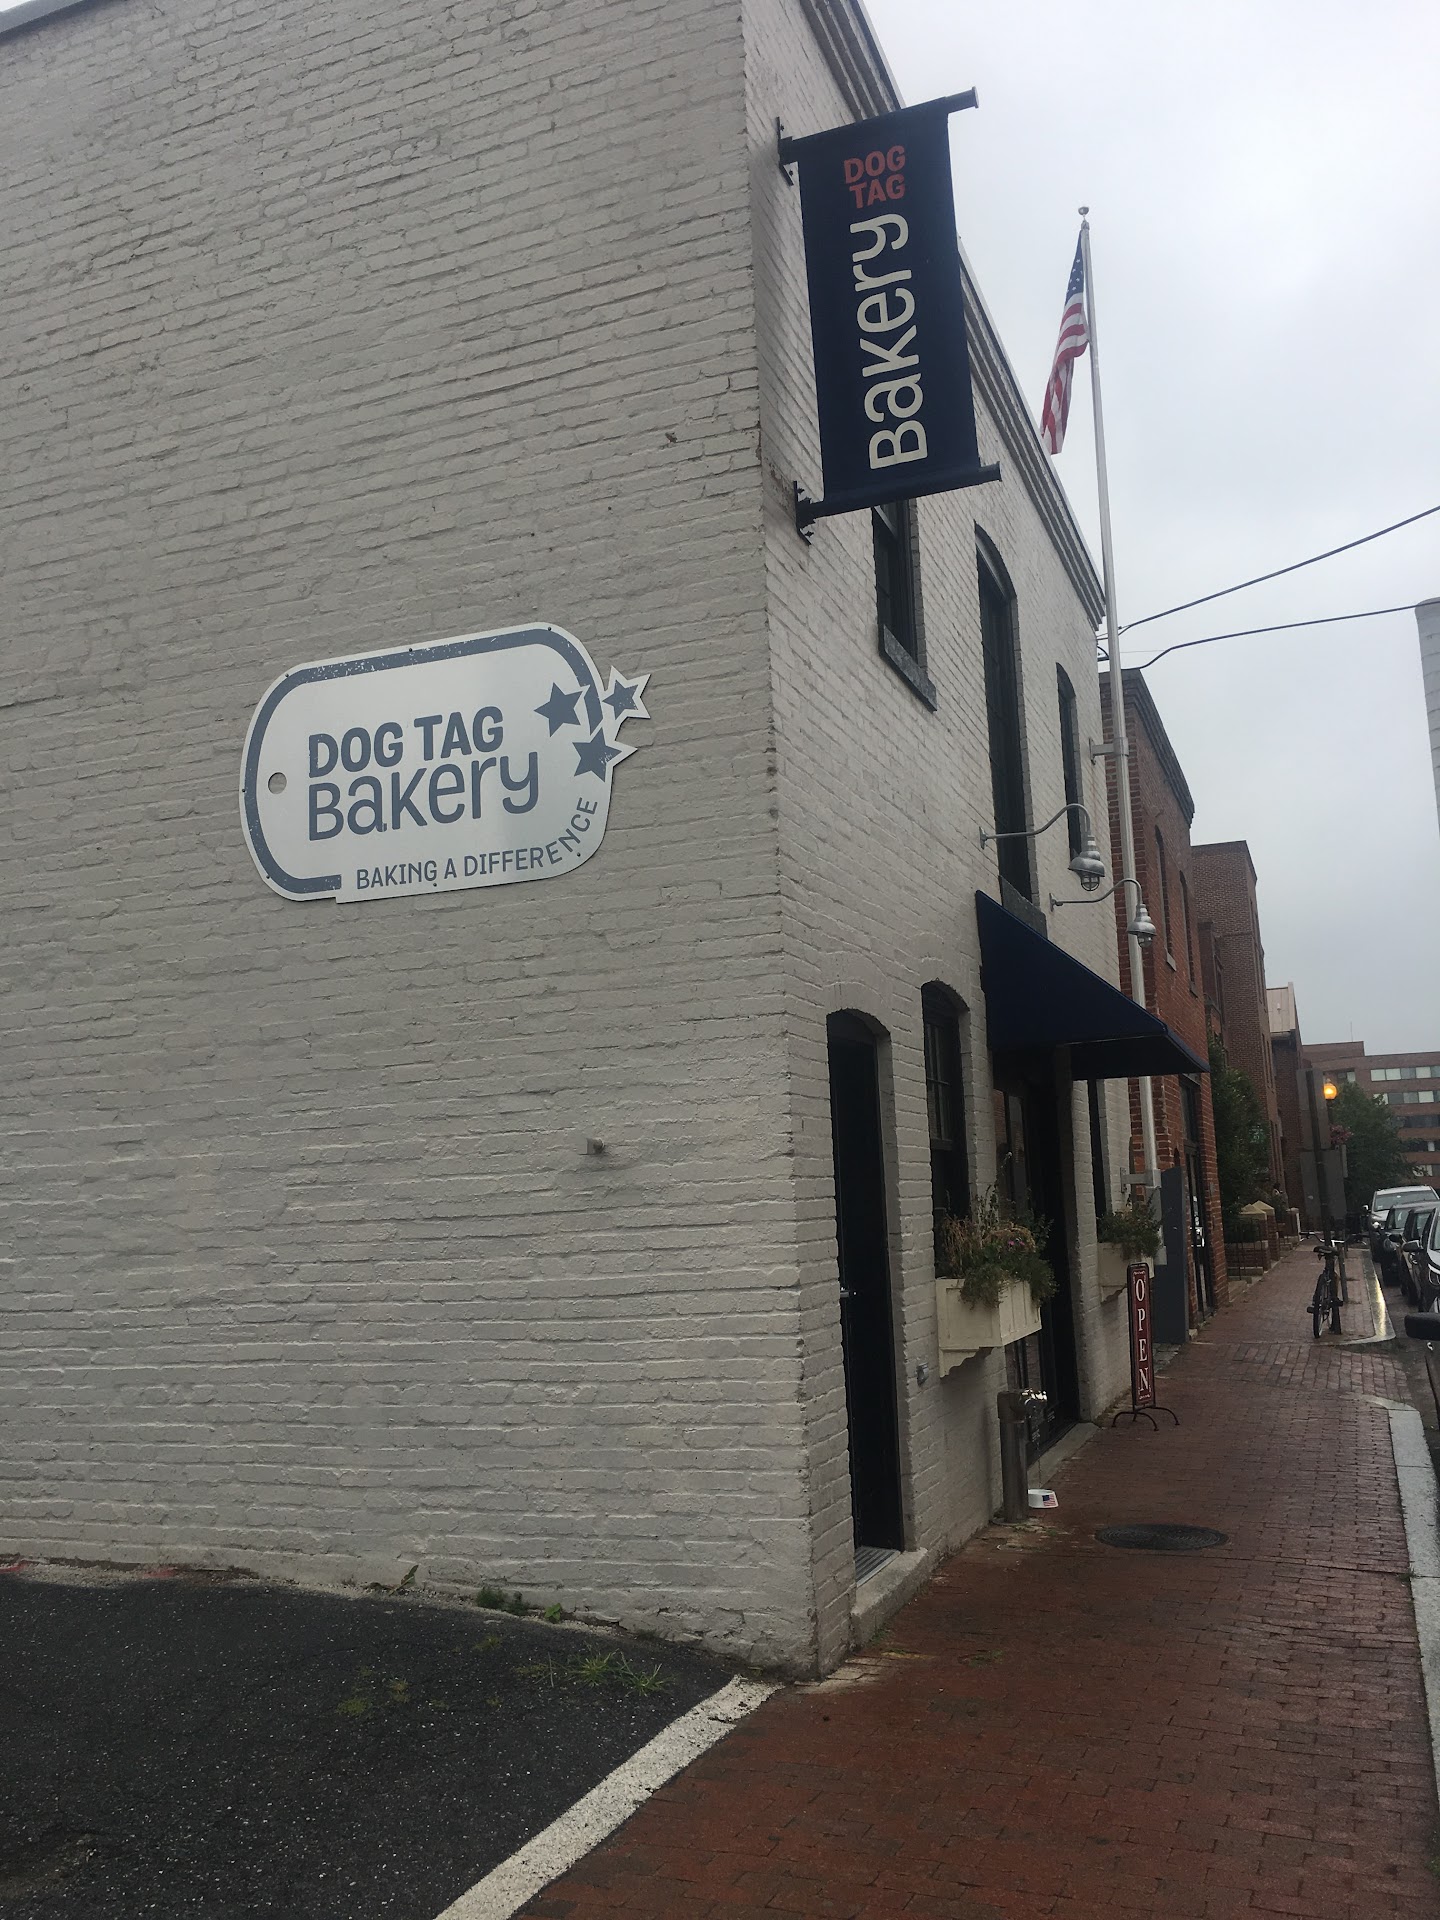 DOG
TAG
Bakery
DOG TAG
Bakery
BAKING A DIFFERENCE
OPEN